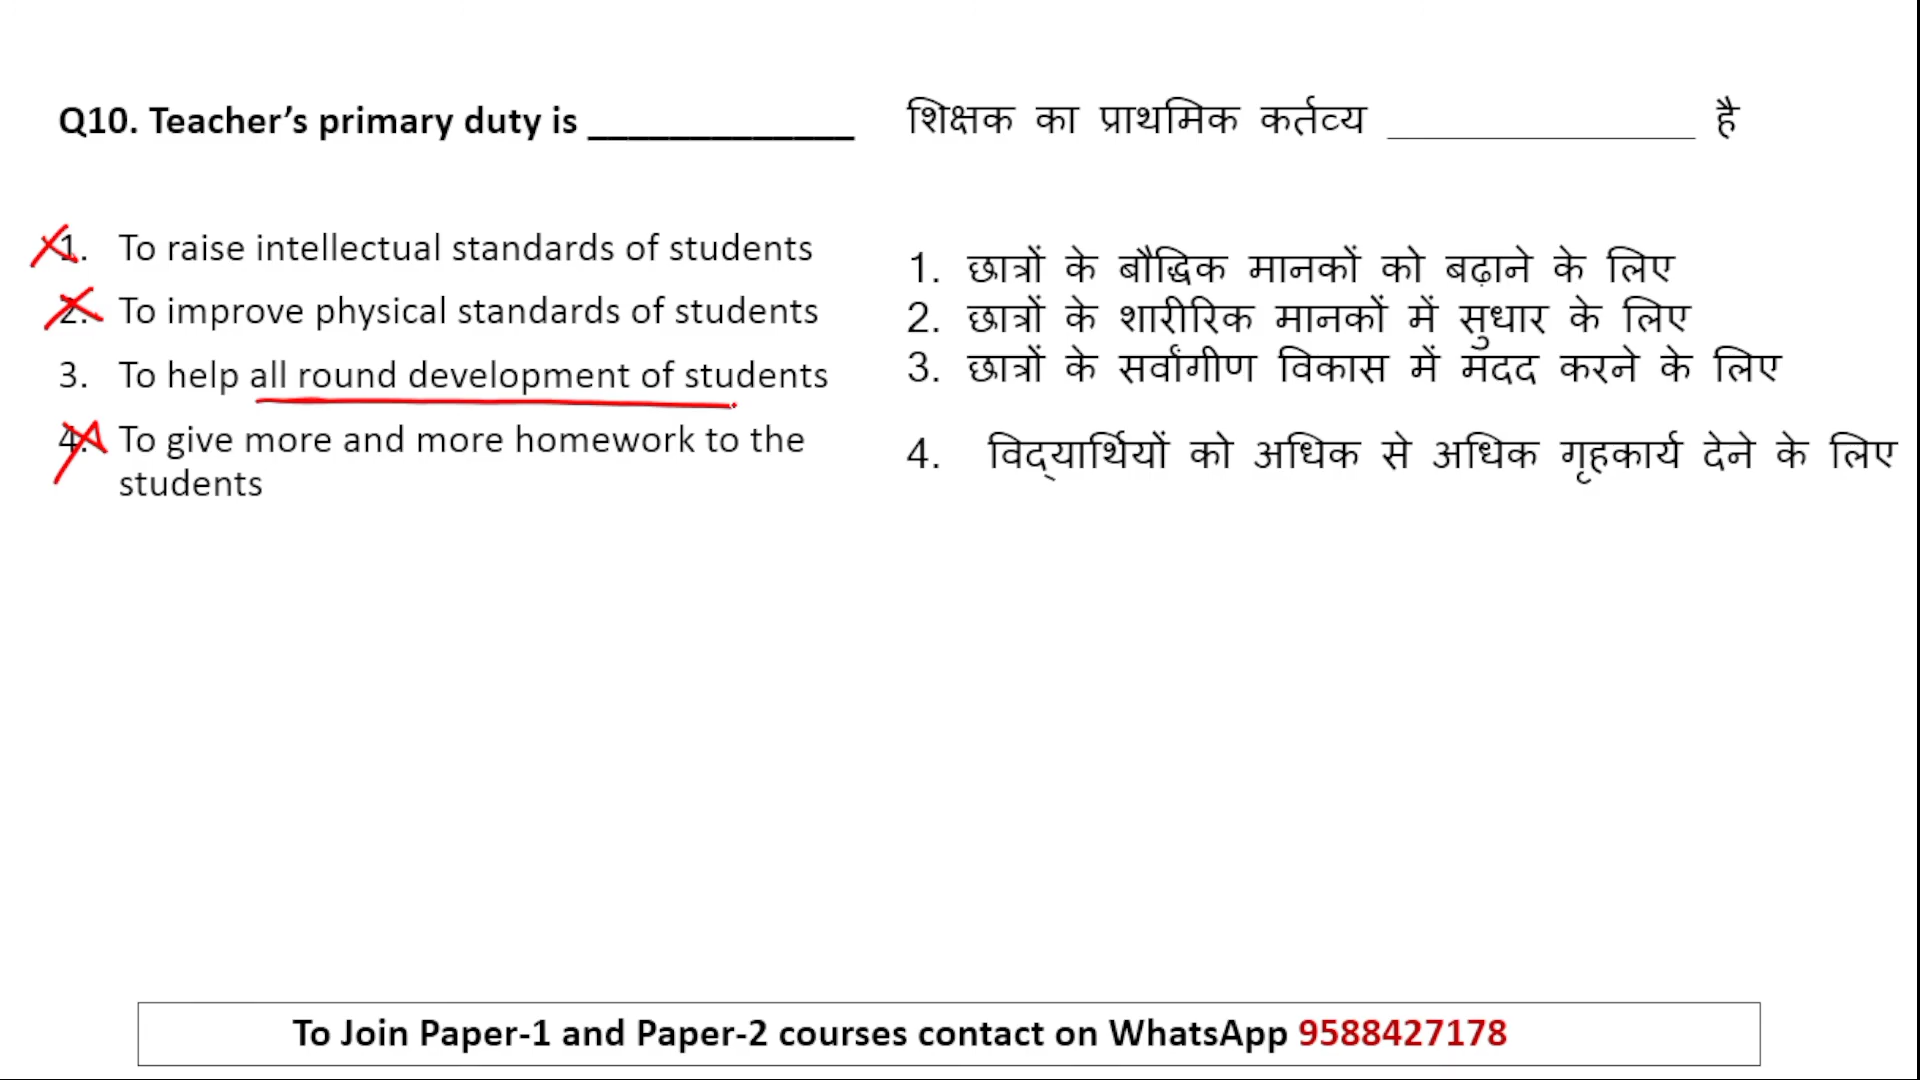 Q10. Teacher’s primary duty is _____________
1. To raise intellectual standards of students
2. To improve physical standards of students
3. To help all round development of students
4. To give more and more homework to the
students
शिक्षक का प्राथमिक कर्तव्य _______________ है
1. छात्रों के बौद्धिक मानकों को बढ़ाने के लिए
2. छात्रों के शारीरिक मानकों में सुधार के लिए
3. छात्रों के सर्वांगीण विकास में मदद करने के लिए
4. विद्यार्थियों को अधिक से अधिक गृहकार्य देने के लिए
To Join Paper-1 and Paper-2 courses contact on WhatsApp 9588427178